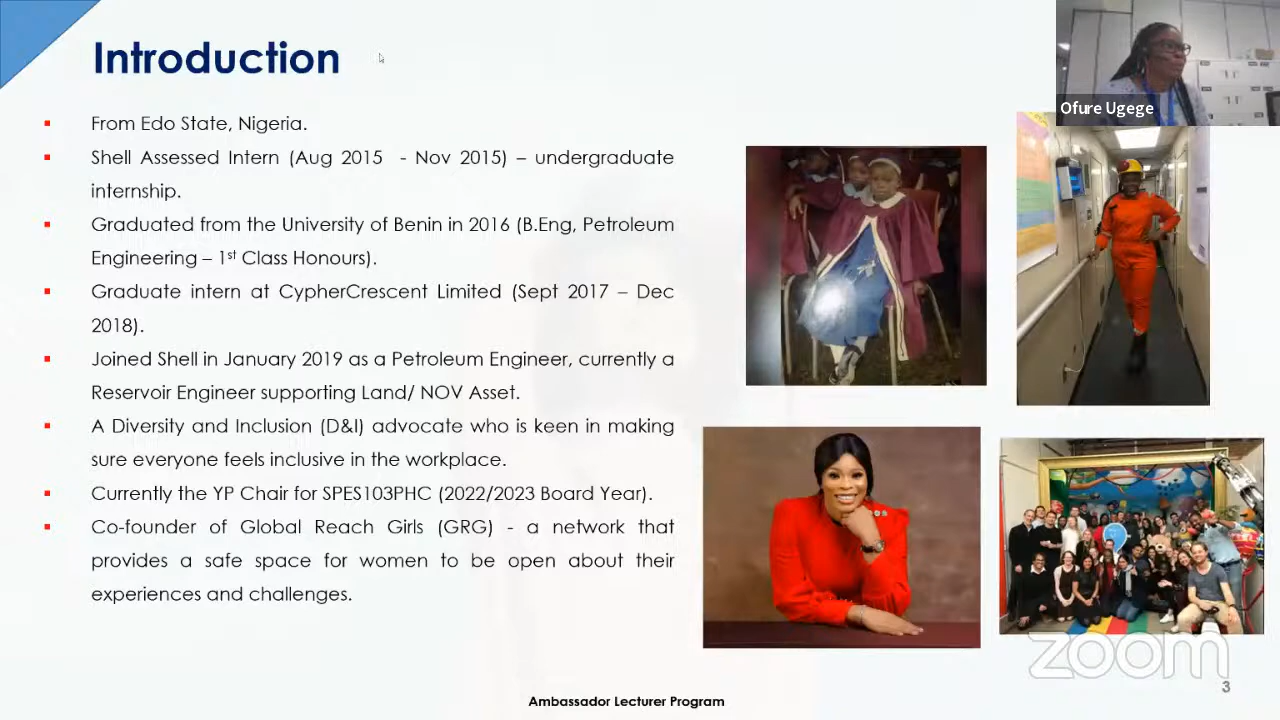 Introduction
Ofure Ugege
From Edo State, Nigeria.
Shell Assessed Intern (Aug 2015 - Nov 2015) – undergraduate
internship.
Graduated from the University of Benin in 2016 (B.Eng, Petroleum
Engineering – 1st Class Honours).
Graduate intern at CypherCrescent Limited (Sept 2017 – Dec
2018).
Joined Shell in January 2019 as a Petroleum Engineer, currently a
Reservoir Engineer supporting Land/ NOV Asset.
A Diversity and Inclusion (D&I) advocate who is keen in making
sure everyone feels inclusive in the workplace.
Currently the YP Chair for SPES103PHC (2022/2023 Board Year).
Co-founder of Global Reach Girls (GRG) - a network that
provides a safe space for women to be open about their
experiences and challenges.
zoom
3
Ambassador Lecturer Program